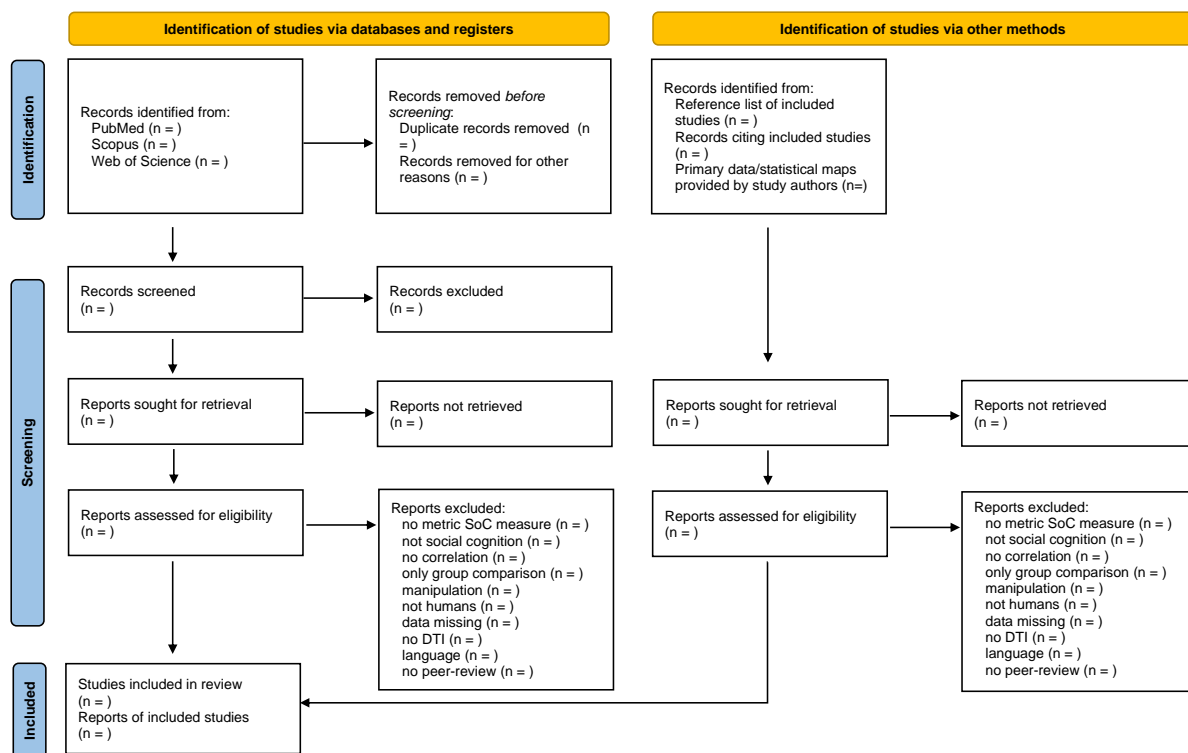 Identification of studies via databases and registers
Identification of studies via other methods
Identification
Records identified from:
PubMed (n = )
Scopus (n = )
Web of Science (n = )
Records removed before
screening:
Duplicate records removed  (n
= )
Records removed for other
reasons (n = )
Records identified from:
Reference list of included
studies (n = )
Records citing included studies
(n = )
Primary data/statistical maps
provided by study authors (n=)
Screening
Records screened
(n = )
Records excluded
(n = )
Reports sought for retrieval
(n = )
Reports not retrieved
(n = )
Reports sought for retrieval
(n = )
Reports not retrieved
(n = )
Reports assessed for eligibility
(n = )
Reports excluded:
no metric SoC measure (n = )
not social cognition (n = )
no correlation (n = )
only group comparison (n = )
manipulation (n = )
not humans (n = )
data missing (n = )
no DTI (n = )
language (n = )
no peer-review (n = )
Reports assessed for eligibility
(n = )
Reports excluded:
no metric SoC measure (n = )
not social cognition (n = )
no correlation (n = )
only group comparison (n = )
manipulation (n = )
not humans (n = )
data missing (n = )
no DTI (n = )
language (n = )
no peer-review (n = )
Included
Studies included in review
(n = )
Reports of included studies
(n = )